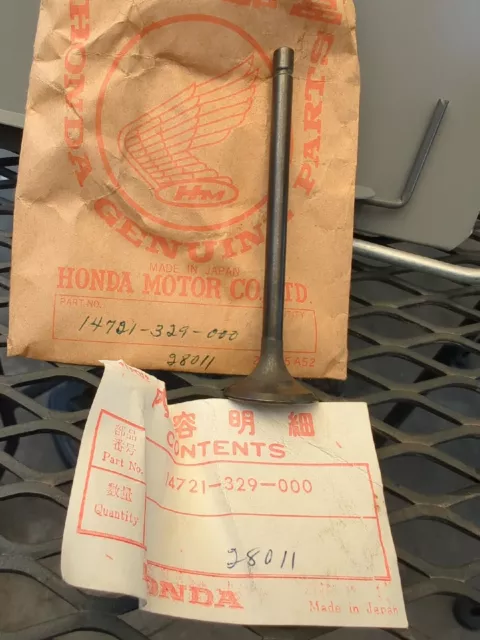 HONDA
GENUINE
PARTS
HM
MADE IN JAPAN
HONDA MOTOR CO., LTD.
PART NO.
14721-329-000
28011
容明細
CONTENTS
部品
番号
Part No.
14721-329-000
数量
Quantity
28011
HONDA
Made in Japan